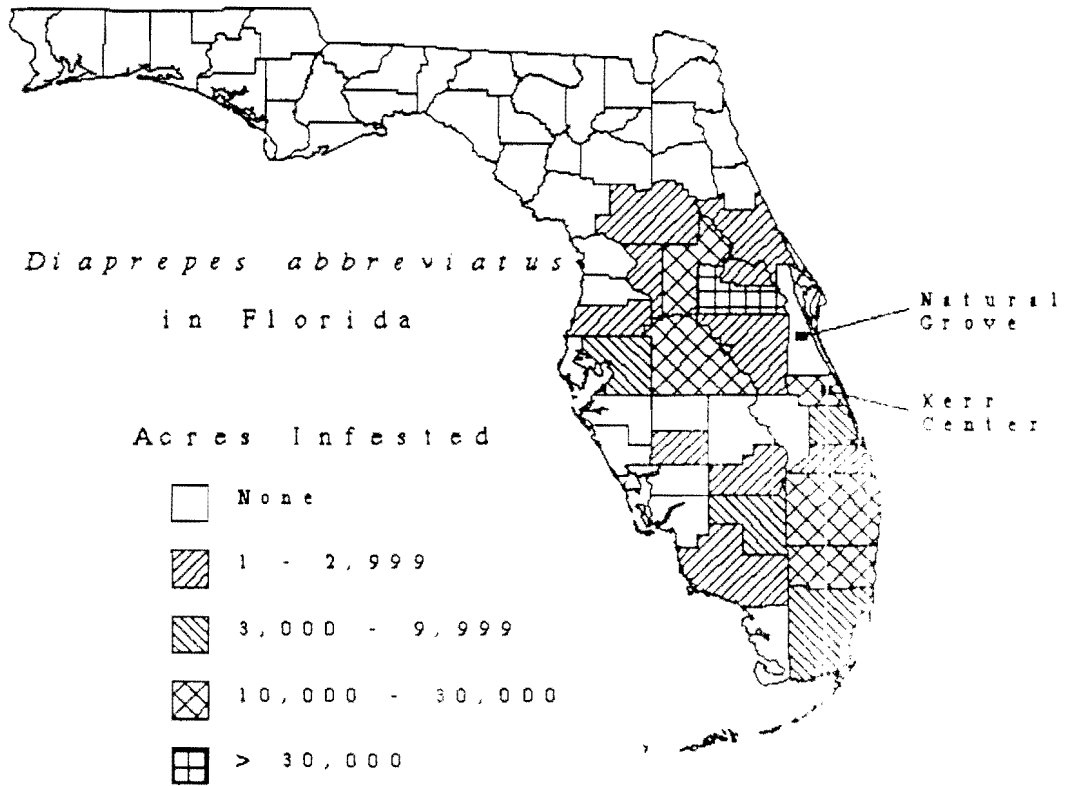 Diaprepes abbreviatus
in Florida
Natural
Grove
Kerr
Center
Acres Infested
None
1 - 2,999
3,000 - 9,999
10,000 - 30,000
> 30,000